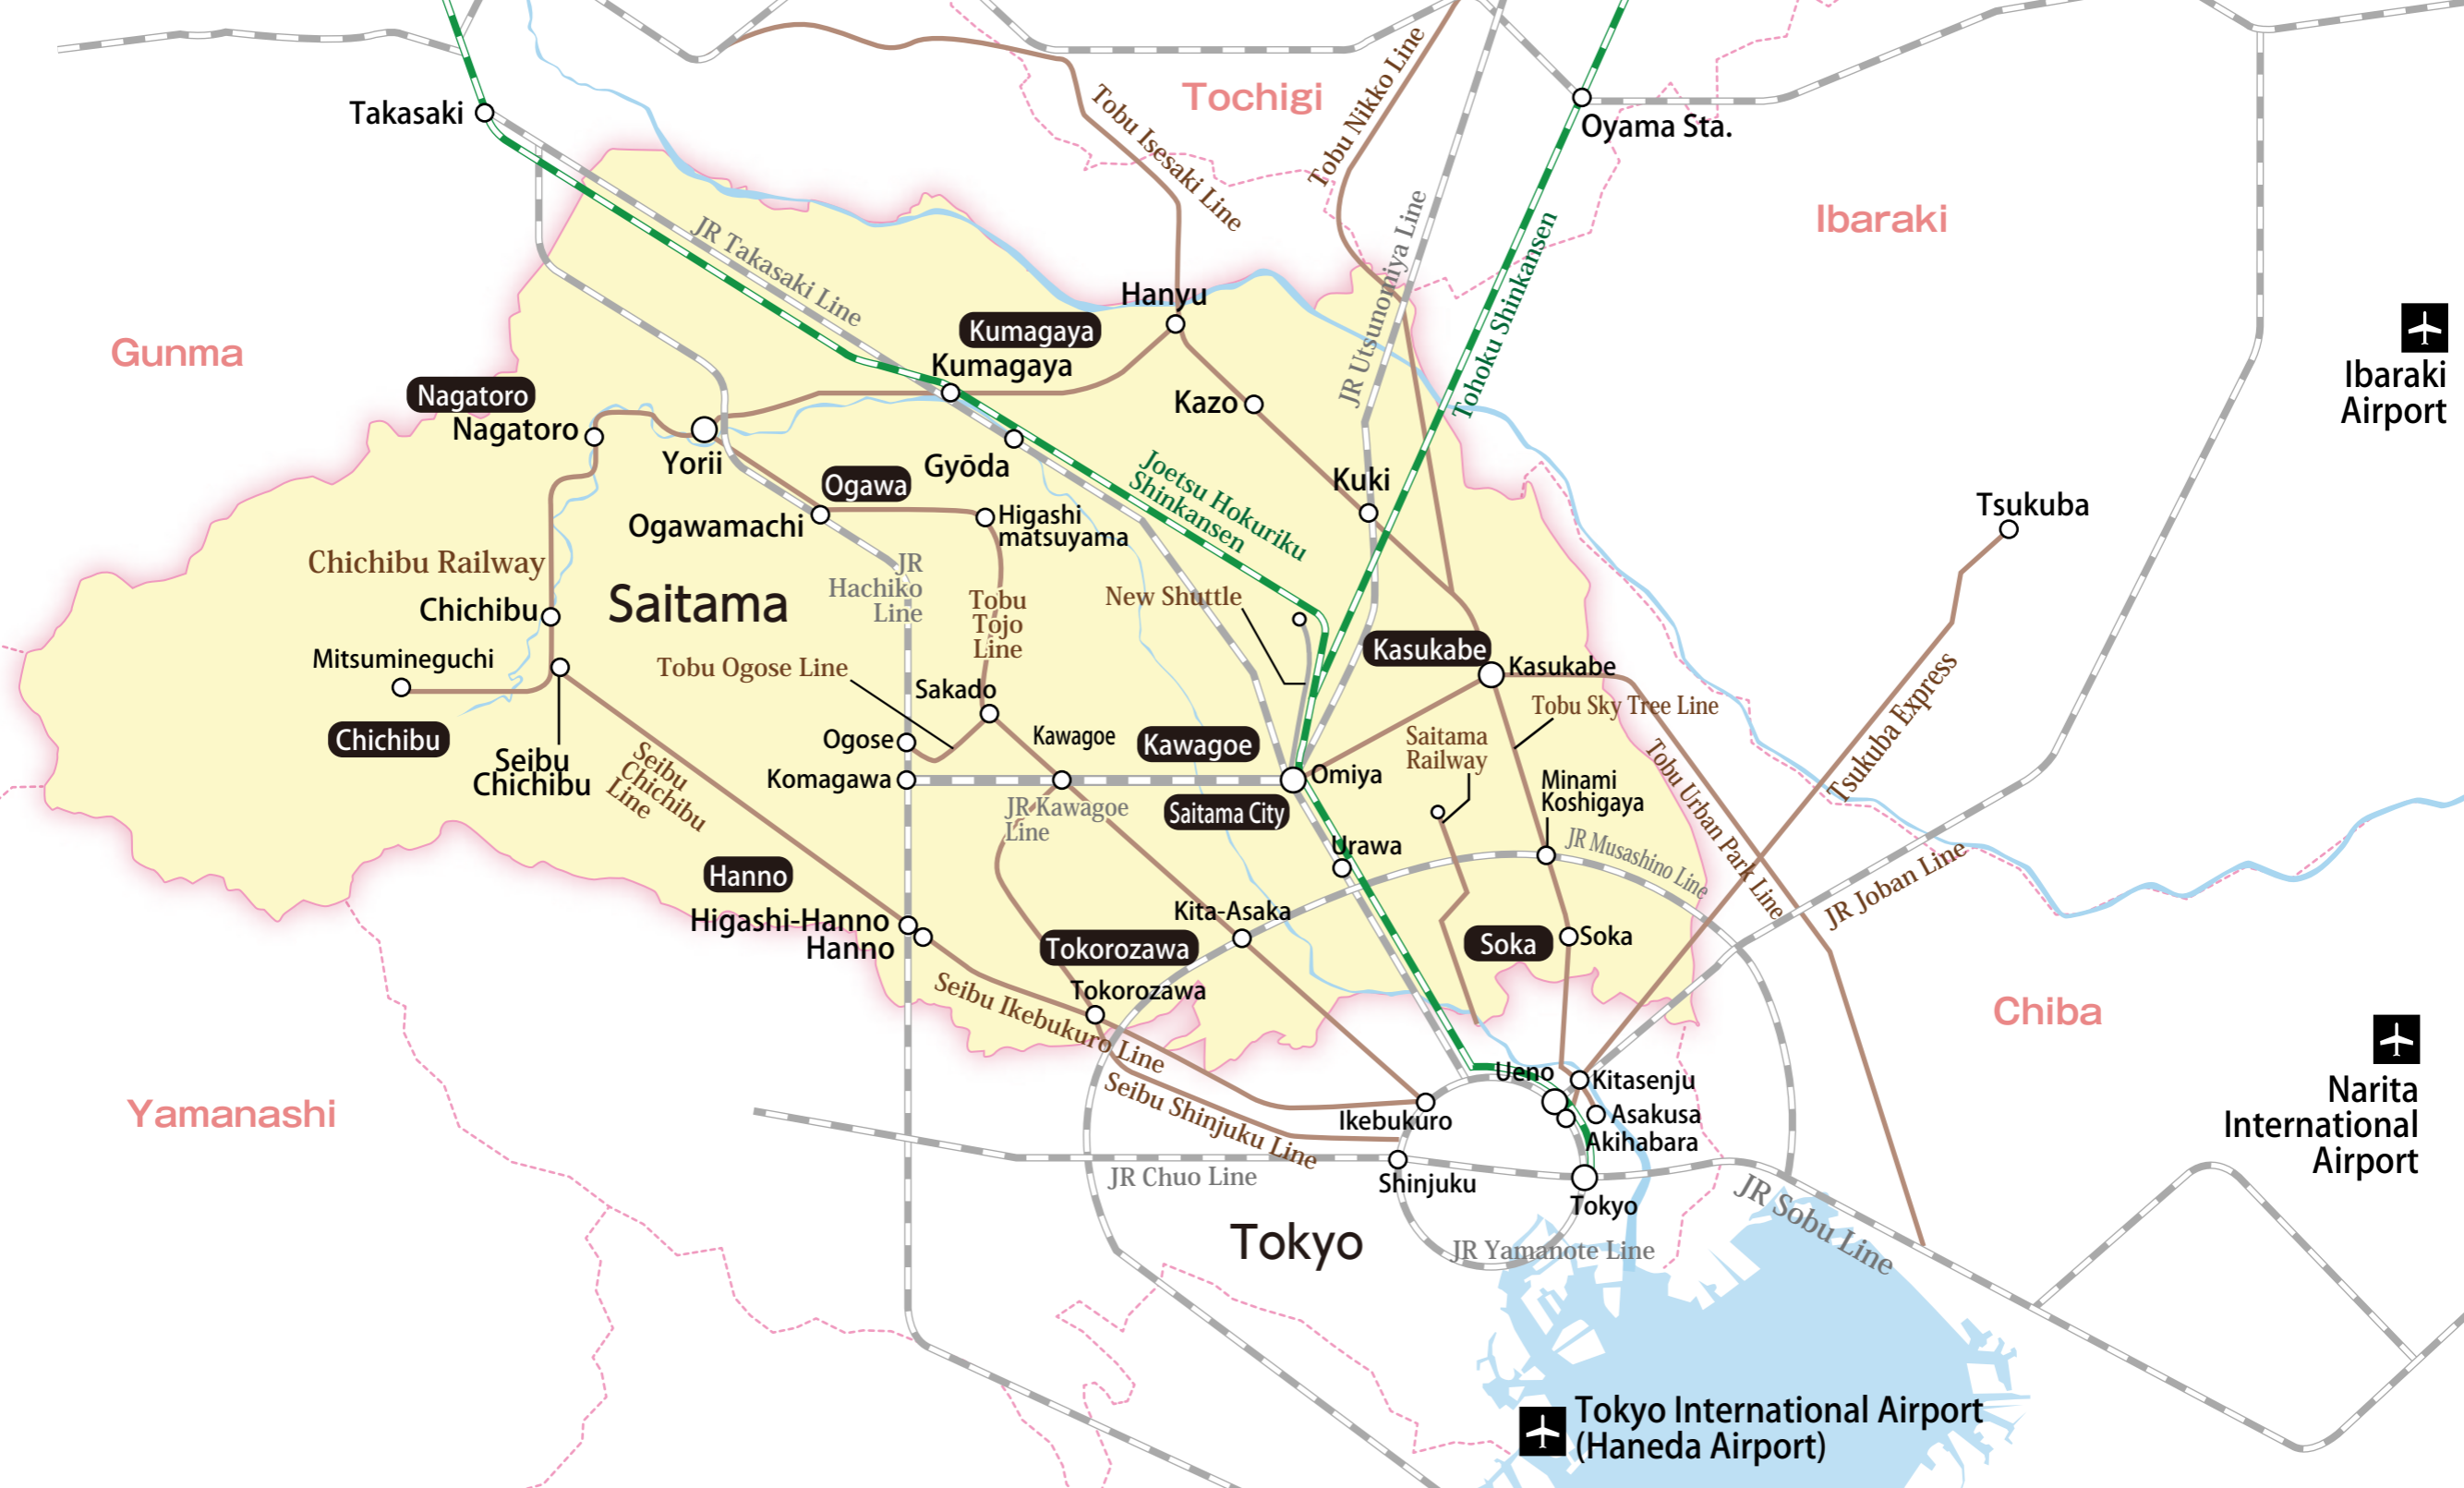 Takasaki
Tochigi
Tobu Isesaki Line
Tobu Nikko Line
Oyama Sta.
Ibaraki
JR Takasaki Line
JR Utsunomiya Line
Tohoku Shinkansen
Gunma
Hanyu
Kumagaya
Kumagaya
Ibaraki
Airport
Nagatoro
Nagatoro
Kazo
Yorii
Gyōda
Ogawa
Joetsu Hokuriku
Shinkansen
Kuki
Ogawamachi
Higashi
matsuyama
Tsukuba
Chichibu Railway
Saitama
JR
Hachiko
Line
Tobu
Tojo
Line
New Shuttle
Chichibu
Mitsumineguchi
Tobu Ogose Line
Kasukabe
Kasukabe
Sakado
Tobu Sky Tree Line
Chichibu
Seibu
Chichibu
Seibu
Chichibu
Line
Ogose
Kawagoe
Kawagoe
Saitama
Railway
Tobu Urban Park Line
Tsukuba Express
Komagawa
Omiya
Minami
Koshigaya
JR Kawagoe
Line
Saitama City
Urawa
JR Musashino Line
JR Joban Line
Hanno
Higashi-Hanno
Hanno
Kita-Asaka
Tokorozawa
Soka
Soka
Tokorozawa
Seibu Ikebukuro Line
Chiba
Yamanashi
Seibu Shinjuku Line
Ueno
Kitasenju
Ikebukuro
Asakusa
Akihabara
Narita
International
Airport
JR Chuo Line
Shinjuku
Tokyo
JR Sobu Line
Tokyo
JR Yamanote Line
Tokyo International Airport
(Haneda Airport)